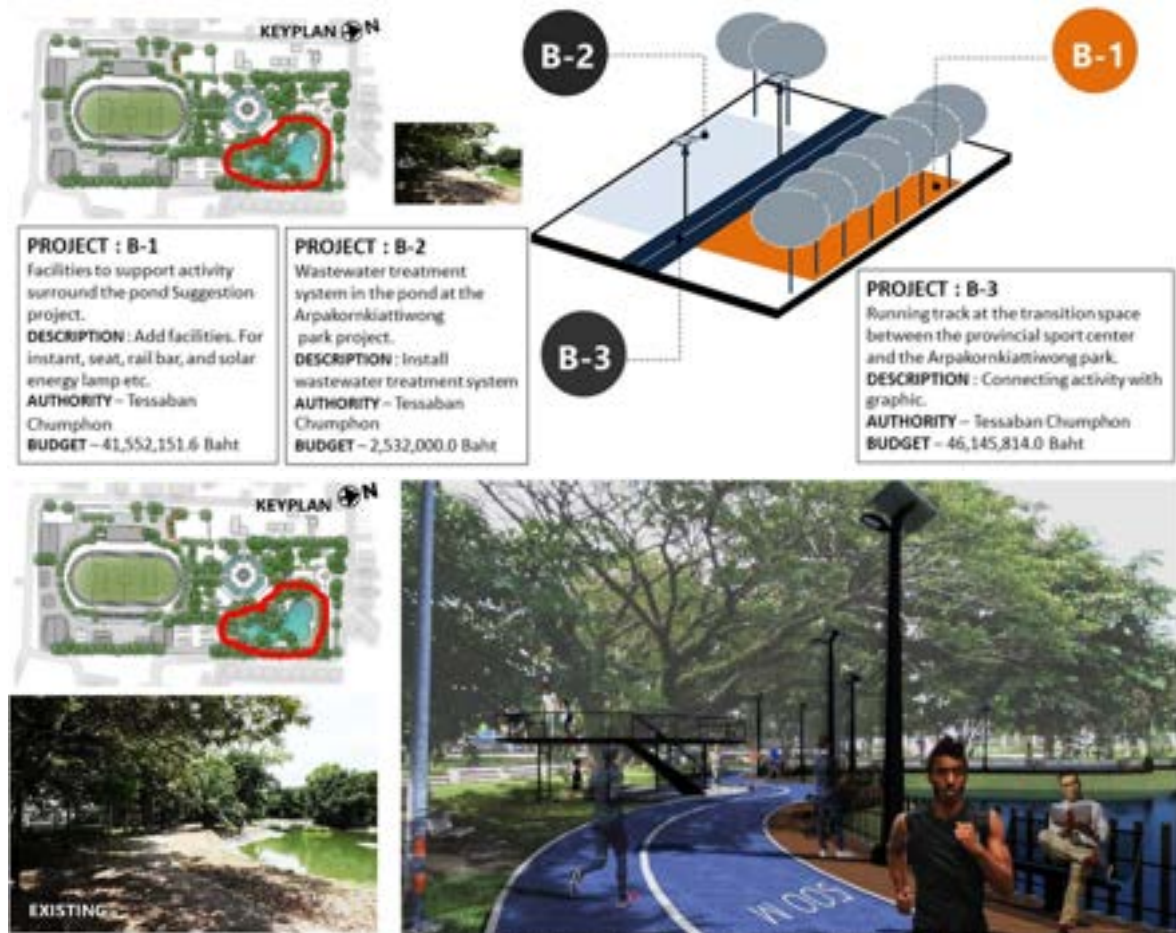 KEYPLAN N
B-2
B-1
B-3
PROJECT : B-1
Facilities to support activity
surround the pond Suggestion
project.
DESCRIPTION : Add facilities. For
instant, seat, rail bar, and solar
energy lamp etc.
AUTHORITY – Tessaban
Chumphon
BUDGET – 41,552,151.6 Baht
PROJECT : B-2
Wastewater treatment
system in the pond at the
Arpakornkiattiwong
park project.
DESCRIPTION : Install
wastewater treatment system
AUTHORITY – Tessaban
Chumphon
BUDGET – 2,532,000.0 Baht
PROJECT : B-3
Running track at the transition space
between the provincial sport center
and the Arpakornkiattiwong park.
DESCRIPTION : Connecting activity with
graphic.
AUTHORITY – Tessaban Chumphon
BUDGET – 46,145,814.0 Baht
KEYPLAN N
EXISTING
1500 M